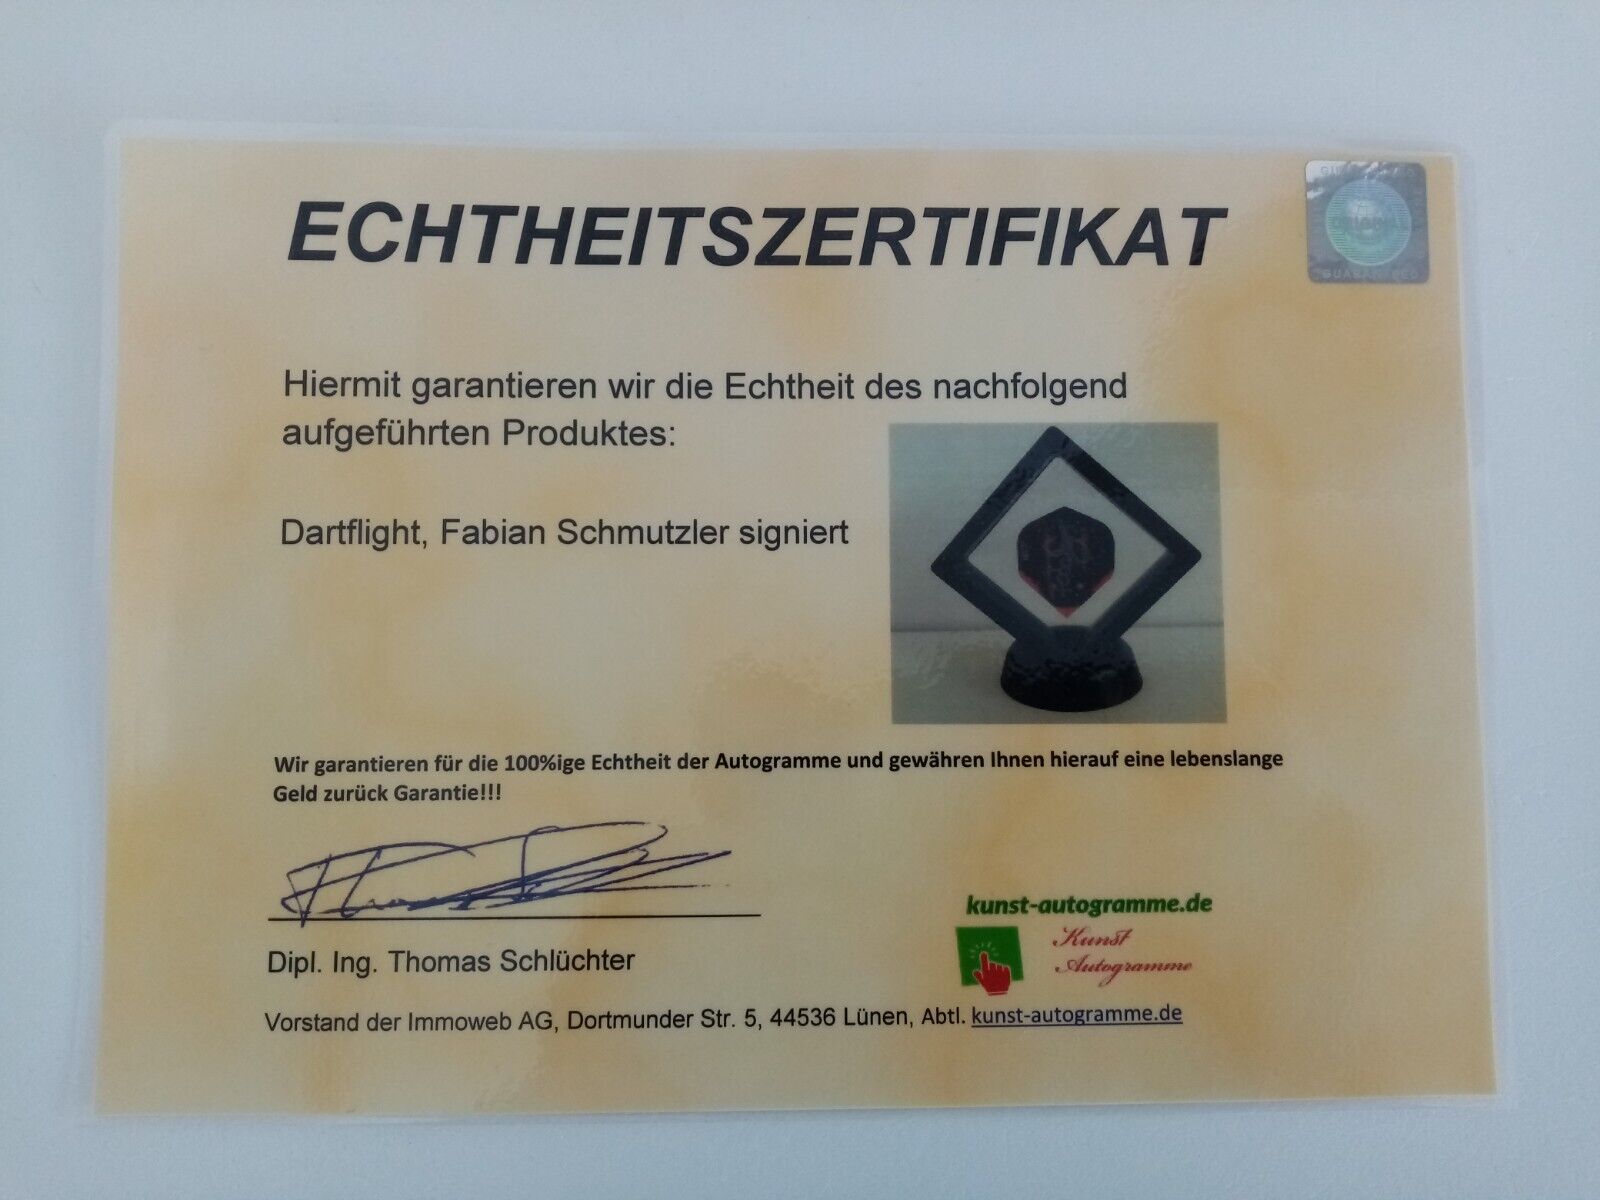 ECHTHEITSZERTIFIKAT
Hiermit garantieren wir die Echtheit des nachfolgend
aufgeführten Produktes:
Dartflight, Fabian Schmutzler signiert
Wir garantieren für die 100%ige Echtheit der Autogramme und gewähren Ihnen hierauf eine lebenslange
Geld zurück Garantie!!!
Dipl. Ing. Thomas Schlüchter
kunst-autogramme.de
Kunst
Autogramme
Vorstand der Immoweb AG, Dortmunder Str. 5, 44536 Lünen, Abtl. kunst-autogramme.de